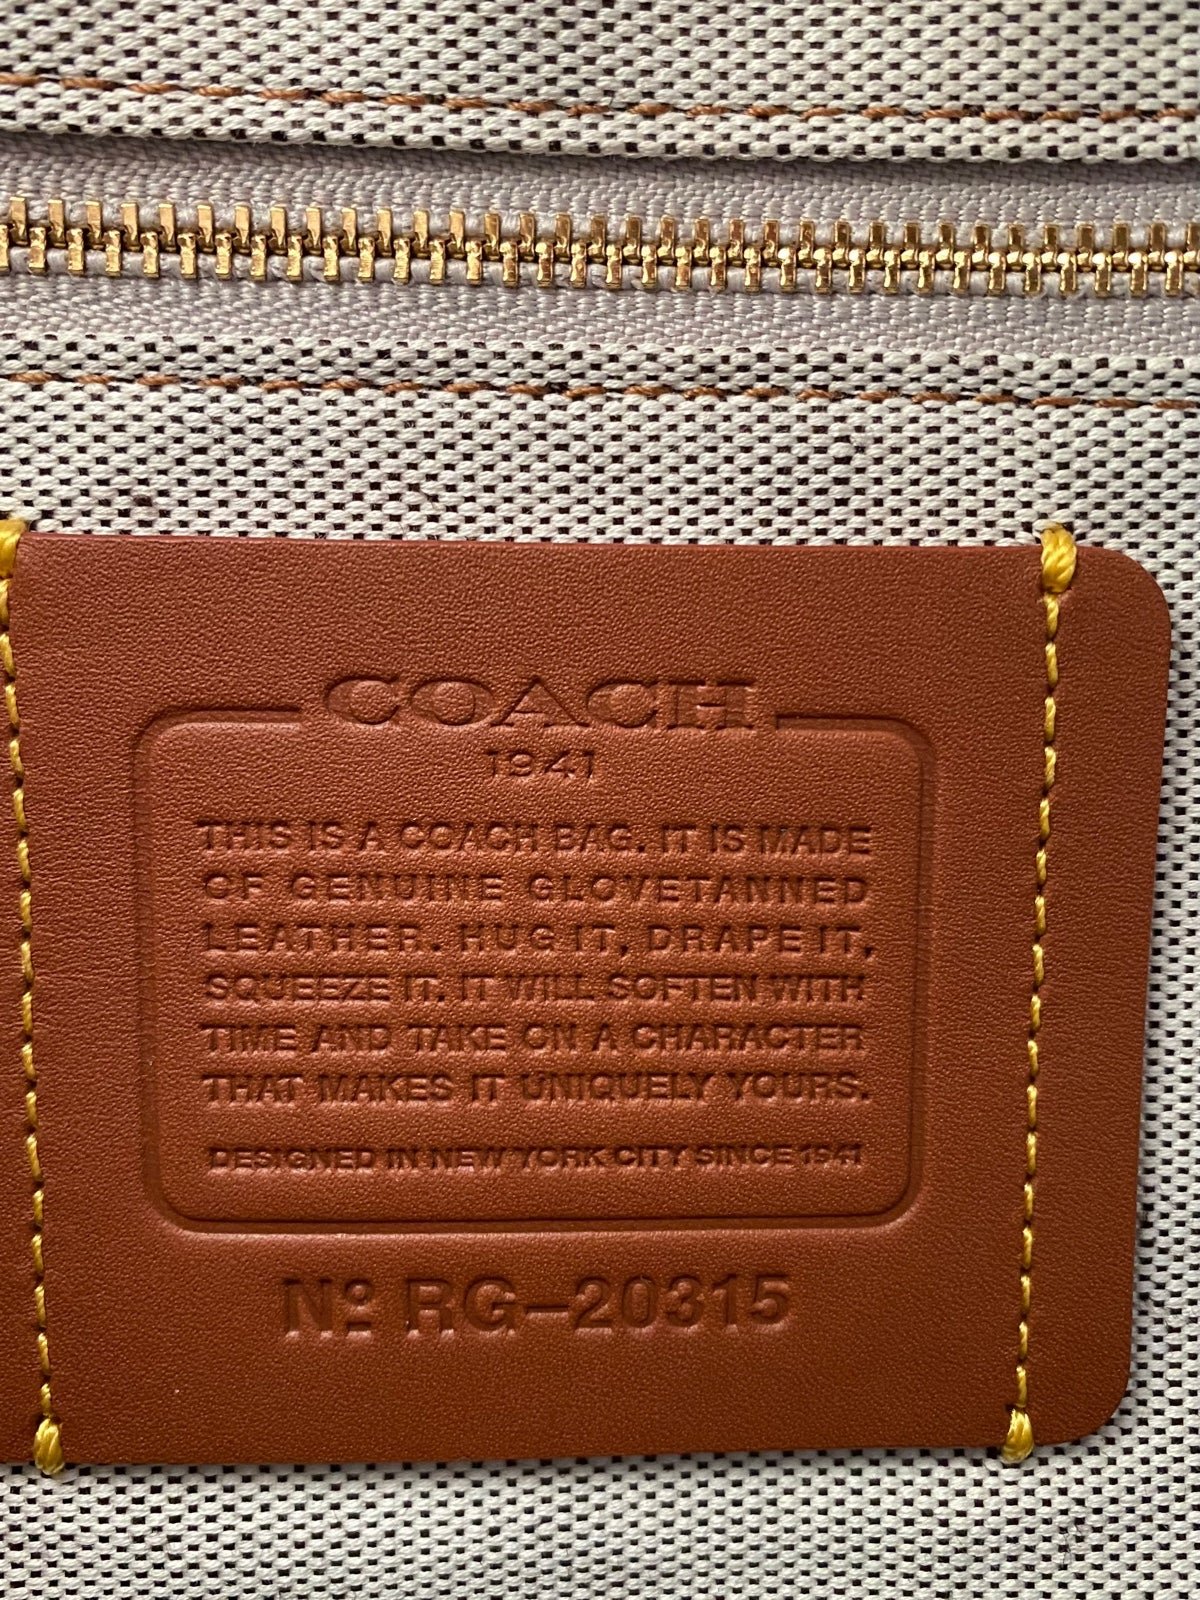 COACH
1941
THIS IS A COACH BAG. IT IS MADE
OF GENUINE GLOVETANNED
LEATHER. HUG IT, DRAPE IT,
SQUEEZE IT. IT WILL SOFTEN WITH
TIME AND TAKE ON A CHARACTER
THAT MAKES IT UNIQUELY YOURS.
DESIGNED IN NEW YORK CITY SINCE 1941
Nº RG-20315